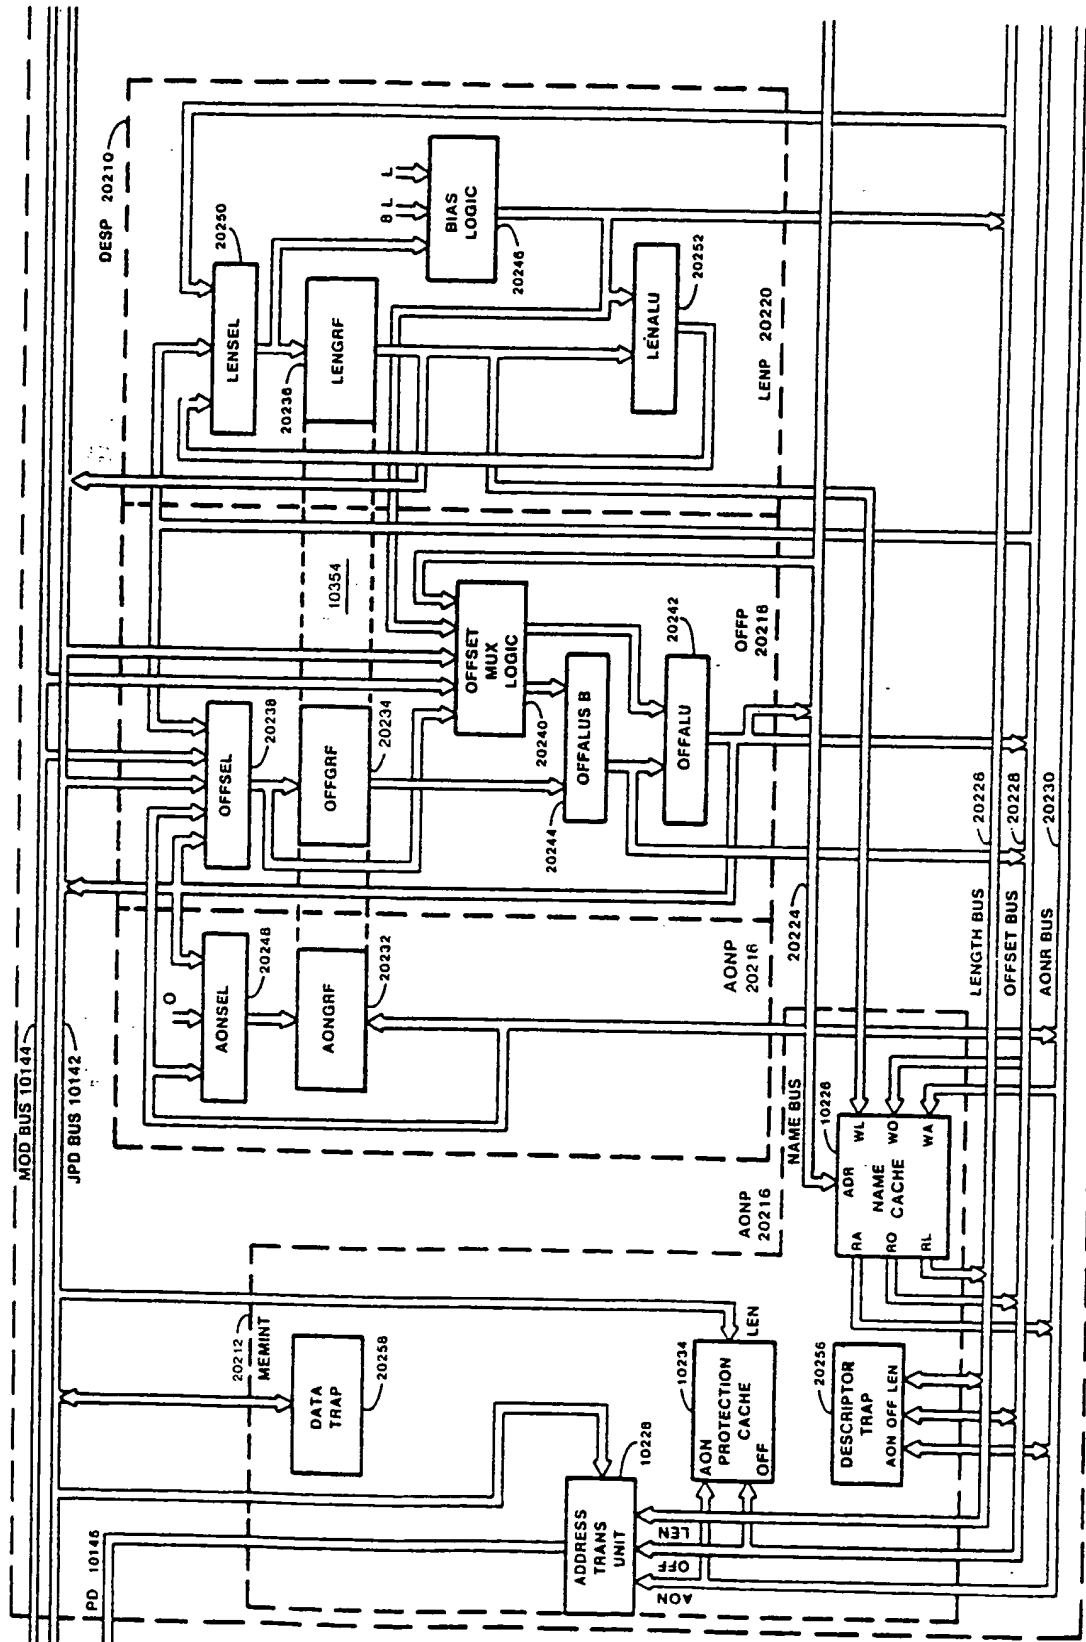 MOD BUS 10144
JPD BUS 10142
PD 10146
DESP 20210
20212
MEMINT
DATA
TRAP
20258
ADDRESS
TRANS
UNIT
10228
AON
OFF
LEN
10234
AON
PROTECTION
CACHE
OFF
LEN
20256
DESCRIPTOR
TRAP
AON OFF LEN
AONP
20216
NAME BUS
20224
10226
ADR
NAME
CACHE
RA
RO
RL
WL
WO
WA
O
AONSEL
20248
AONGRF
20232
AONP
20216
OFFSEL
20238
OFFGRF
20234
10354
OFFSET
MUX
LOGIC
20240
OFFALUS B
20244
OFFALU
20242
OFFP
20218
LENSEL
20250
LENGRF
20236
8 L L
BIAS
LOGIC
20246
LENALU
20252
LENP 20220
LENGTH BUS
20226
OFFSET BUS
20228
AONR BUS
20230